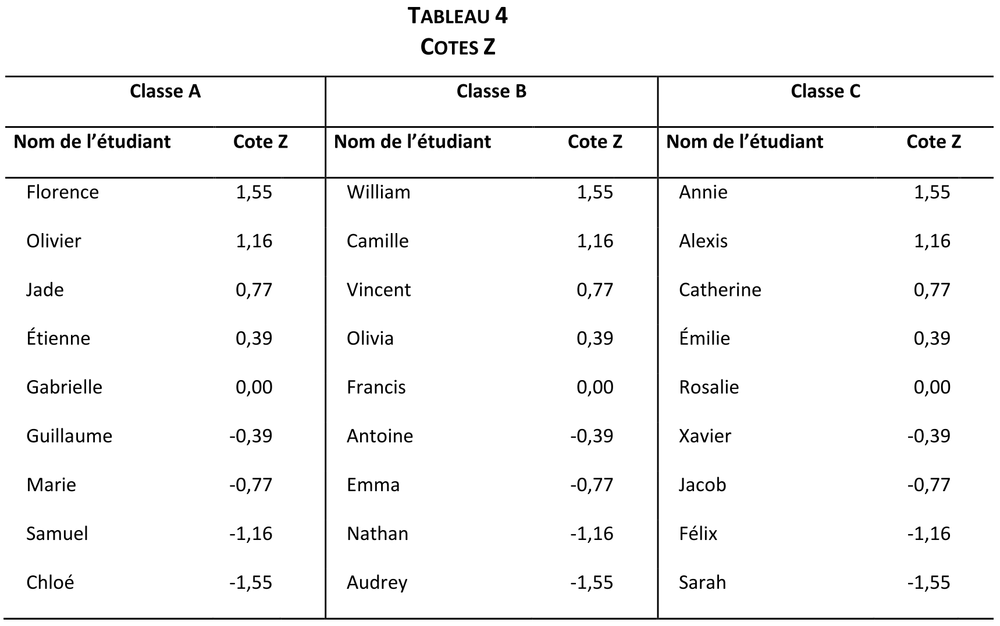 TABLEAU 4
COTES Z
Classe A Classe B Classe C
Nom de l’étudiant Cote Z Nom de l’étudiant Cote Z Nom de l’étudiant Cote Z
Florence 1,55 William 1,55 Annie 1,55
Olivier 1,16 Camille 1,16 Alexis 1,16
Jade 0,77 Vincent 0,77 Catherine 0,77
Étienne 0,39 Olivia 0,39 Émilie 0,39
Gabrielle 0,00 Francis 0,00 Rosalie 0,00
Guillaume -0,39 Antoine -0,39 Xavier -0,39
Marie -0,77 Emma -0,77 Jacob -0,77
Samuel -1,16 Nathan -1,16 Félix -1,16
Chloé -1,55 Audrey -1,55 Sarah -1,55